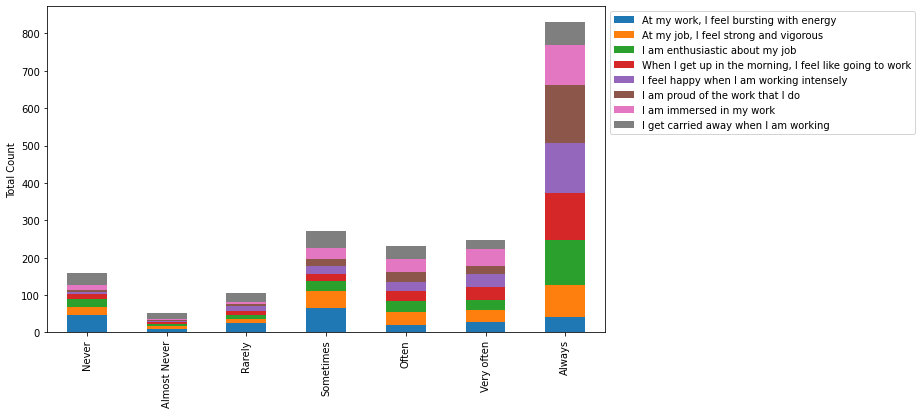 At my work, I feel bursting with energy
At my job, I feel strong and vigorous
I am enthusiastic about my job
When I get up in the morning, I feel like going to work
I feel happy when I am working intensely
I am proud of the work that I do
I am immersed in my work
I get carried away when I am working
Total Count
800
700
600
500
400
300
200
100
0
Never
Almost Never
Rarely
Sometimes
Often
Very often
Always